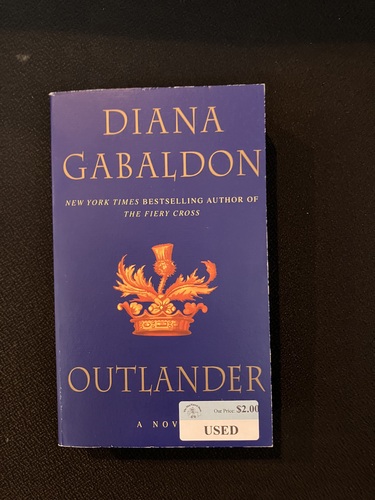 DIANA
GABALDON
NEW YORK TIMES BESTSELLING AUTHOR OF
THE FIERY CROSS
OUTLANDER
Our Price: $2.00
A NOV
USED